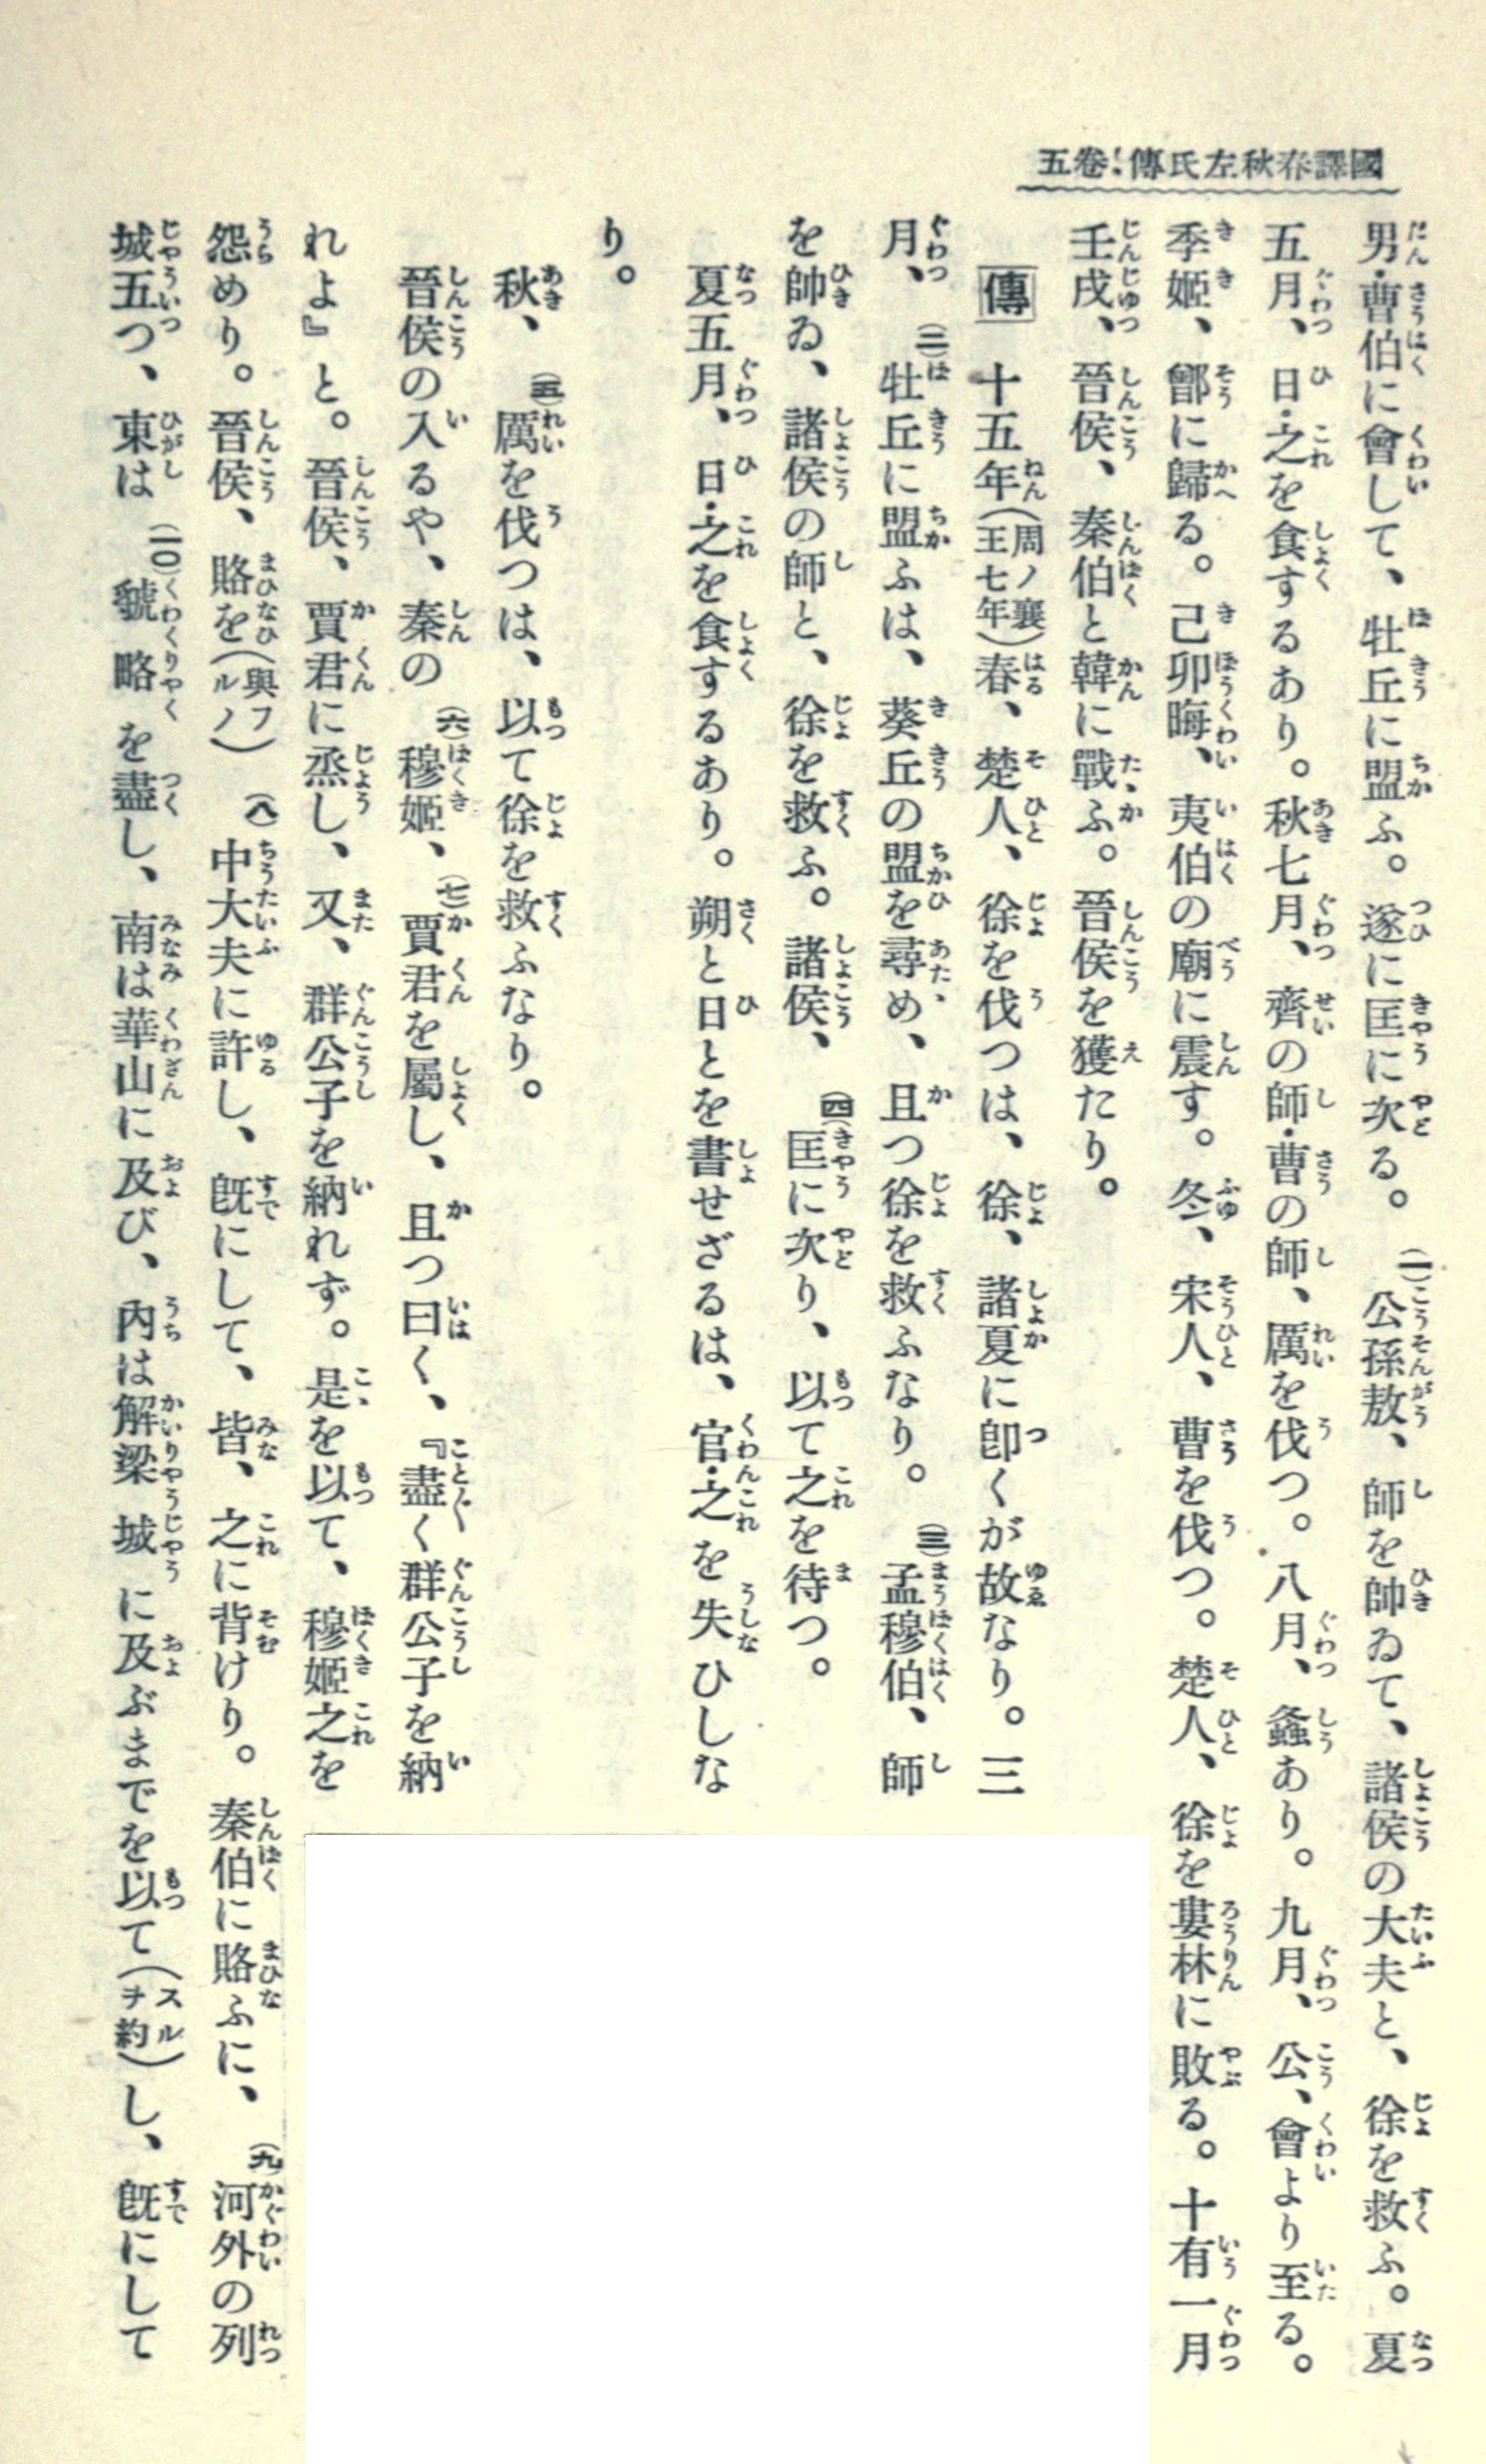 國譯春秋左氏傳 卷五
男·曹伯に會して、牡丘に盟ふ。遂に匡に次る。(一)公孫敖、師を帥ゐて、諸侯の大夫と、徐を救ふ。夏
五月、日·之を食するあり。秋七月、齊の師·曹の師、厲を伐つ。八月、螽あり。九月、公、會より至る。
季姬、鄫に歸る。己卯晦、夷伯の廟に震す。冬、宋人、曹を伐つ。楚人、徐を婁林に敗る。十有一月
壬戌、晉侯、秦伯と韓に戰ふ。晉侯を獲たり。
傳 十五年(周ノ襄王七年)春、楚人、徐を伐つは、徐、諸夏に卽くが故なり。三
月、(二)牡丘に盟ふは、葵丘の盟を尋め、且つ徐を救ふなり。(三)孟穆伯、師
を帥ゐ、諸侯の師と、徐を救ふ。諸侯、(四)匡に次り、以て之を待つ。
夏五月、日·之を食するあり。朔と日とを書せざるは、官·之を失ひしな
り。
秋、(五)厲を伐つは、以て徐を救ふなり。
晉侯の入るや、秦の(六)穆姬、(七)賈君を屬し、且つ曰く、『盡く群公子を納
れよ』と。晉侯、賈君に烝し、又、群公子を納れず。是を以て、穆姬之を
怨めり。晉侯、賂を(與フルノ)(八)中大夫に許し、旣にして、皆、之に背けり。秦伯に賂ふに、(九)河外の列
城五つ、東は(一〇)虢略を盡し、南は華山に及び、內は解梁城に及ぶまでを以て(スルヲ約)し、旣にして